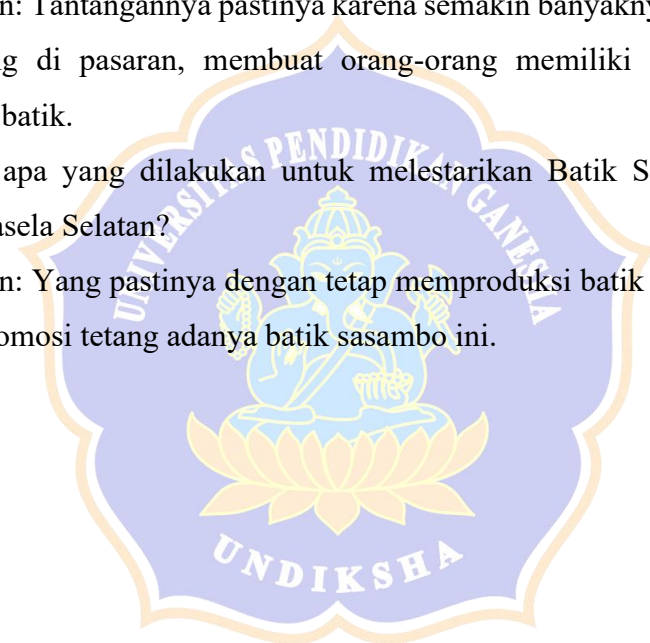 n: Tantangannya pastinya karena semakin banyakny
g di pasaran, membuat orang-orang memiliki
batik.
apa yang dilakukan untuk melestarikan Batik S
asela Selatan?
n: Yang pastinya dengan tetap memproduksi batik
omosi tetang adanya batik sasambo ini.
UNIVERSITAS PENDIDIKAN GANESHA
UNDIKSHA